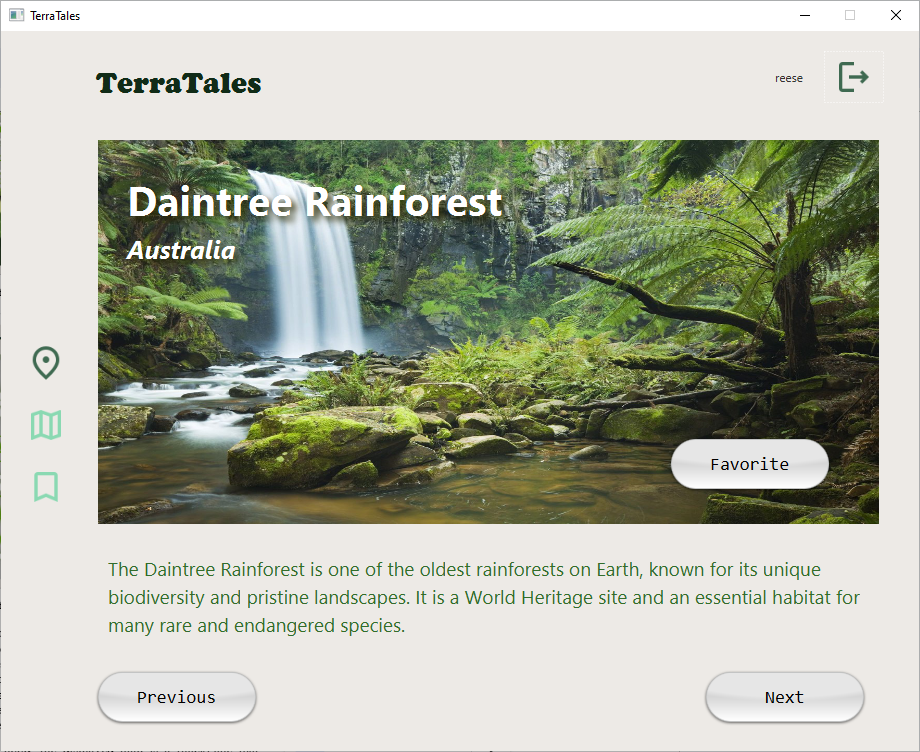 TerraTales
TerraTales
reese
Daintree Rainforest
Australia
Favorite
The Daintree Rainforest is one of the oldest rainforests on Earth, known for its unique
biodiversity and pristine landscapes. It is a World Heritage site and an essential habitat for
many rare and endangered species.
Previous
Next